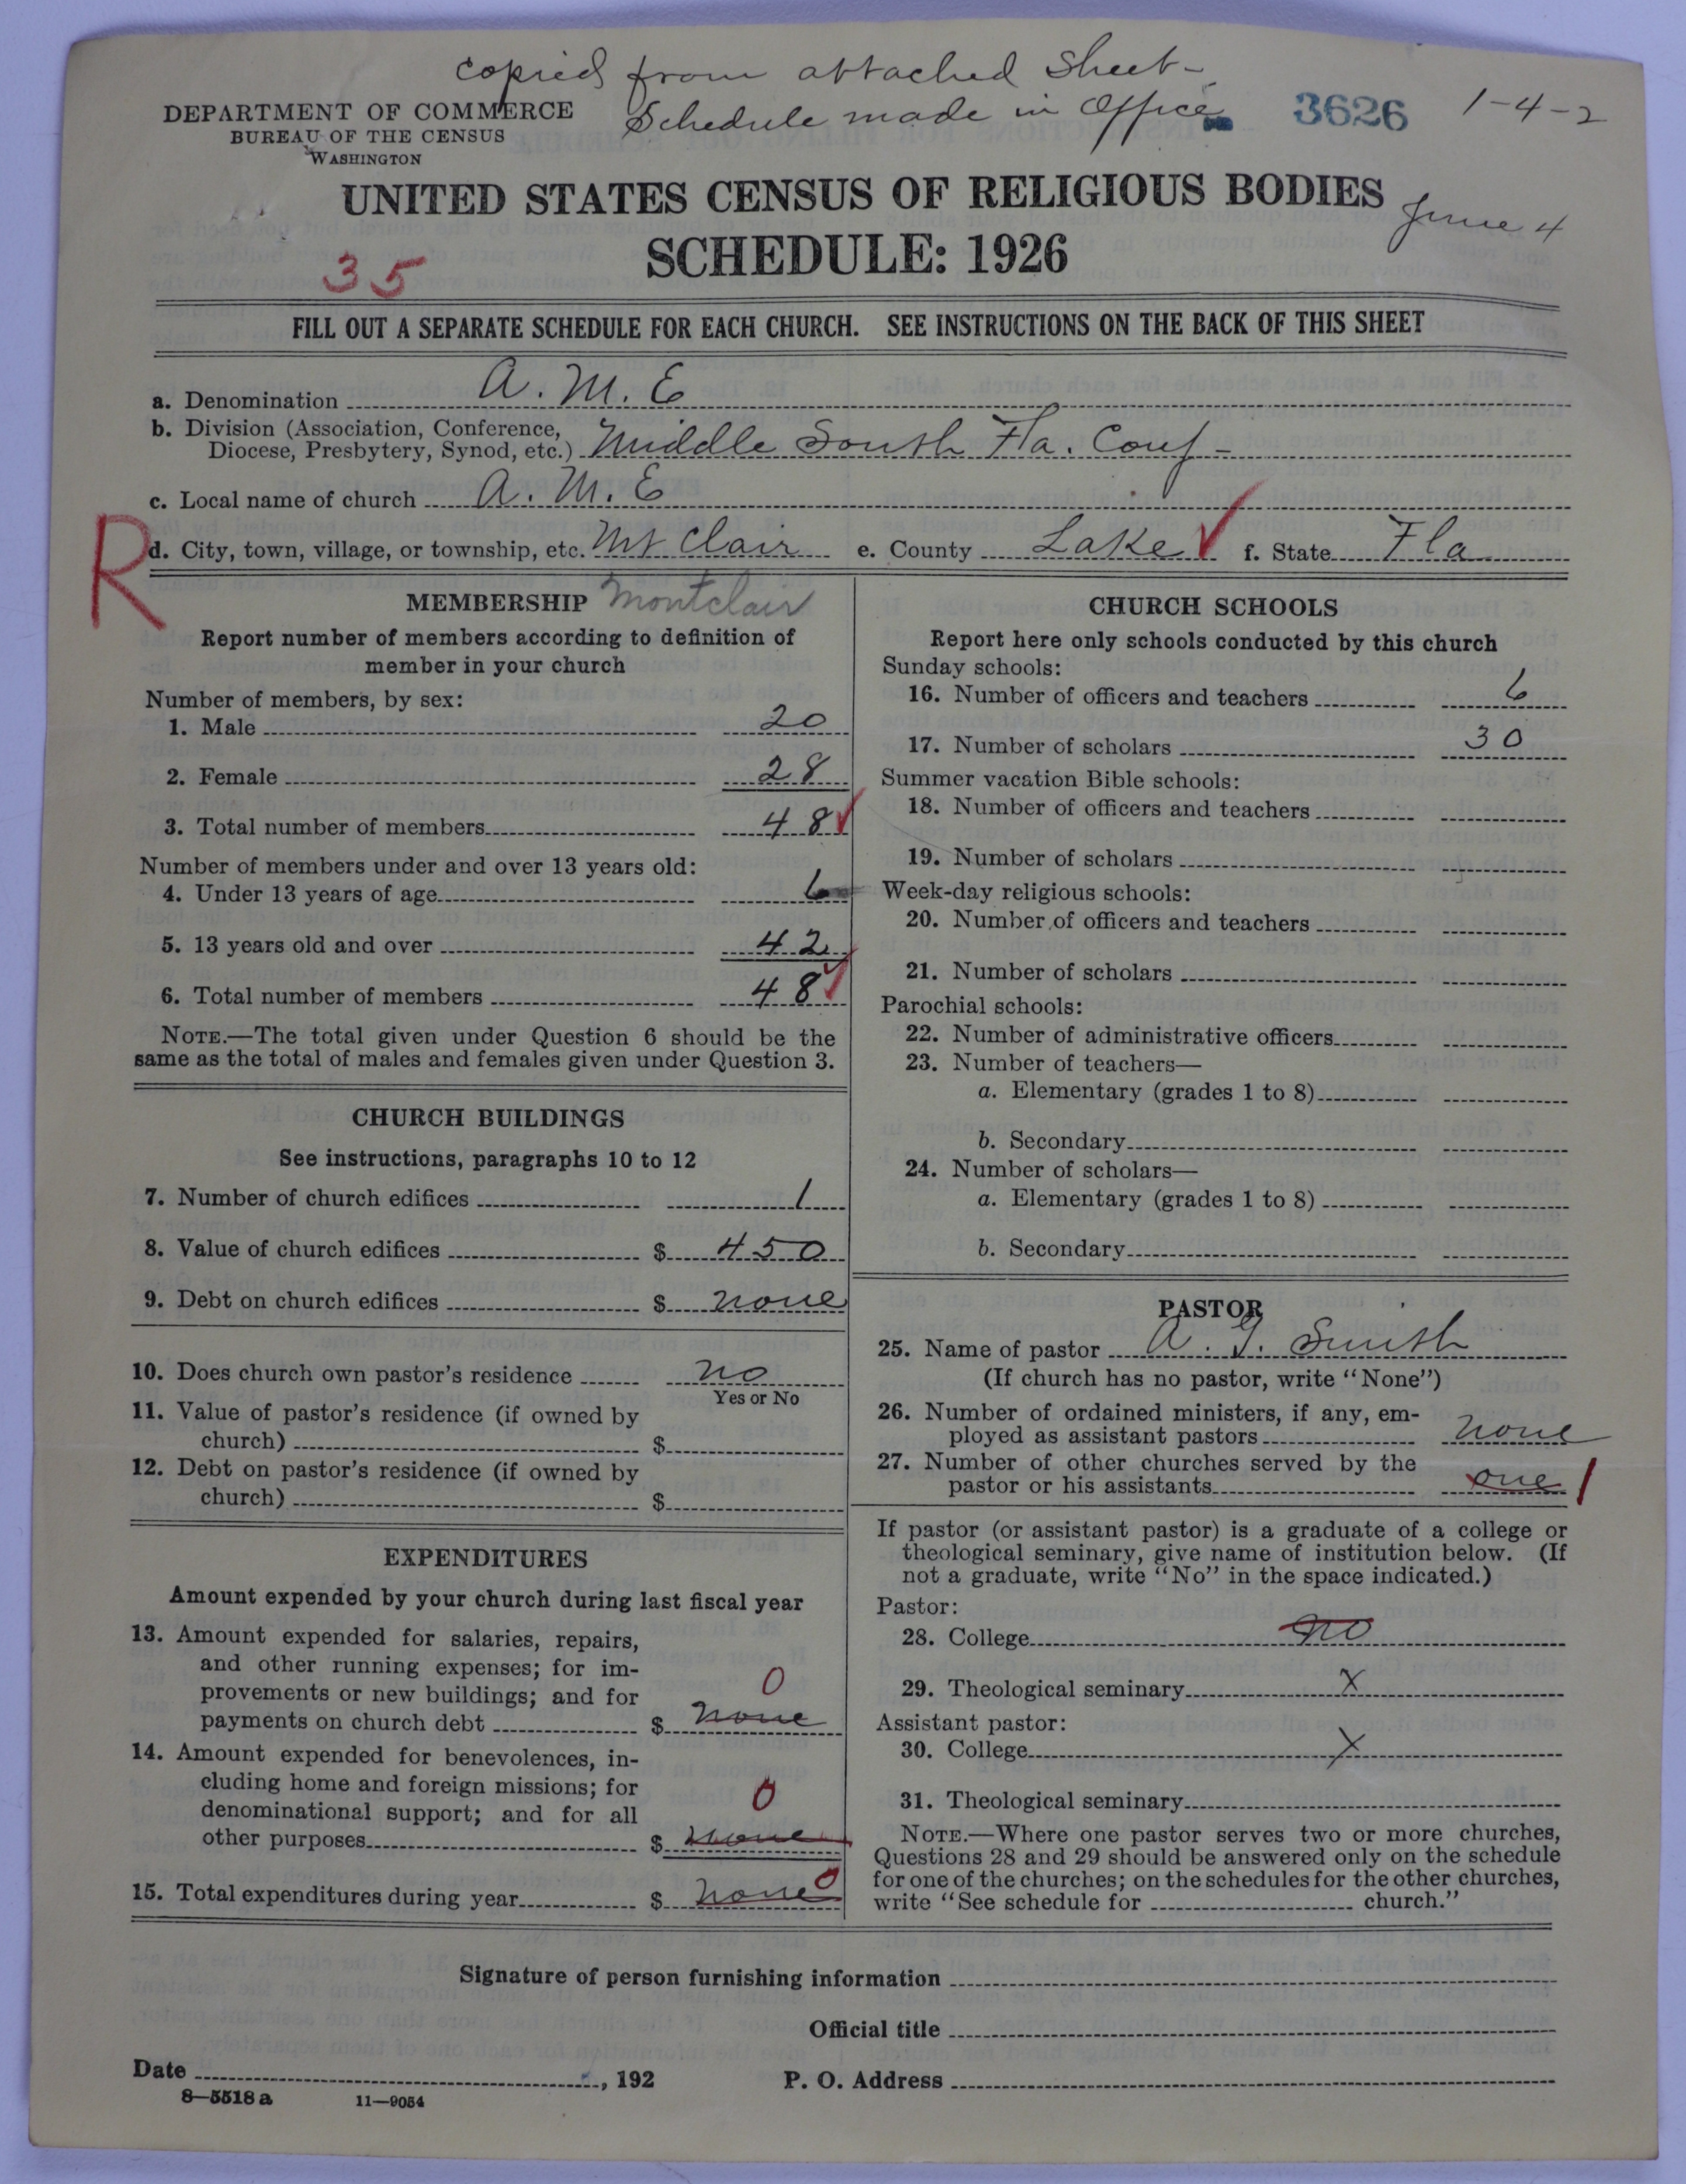 copied from attached sheet-
Schedule made in Office
3626
1-4-2
DEPARTMENT OF COMMERCE
BUREAU OF THE CENSUS
WASHINGTON
UNITED STATES CENSUS OF RELIGIOUS BODIES
SCHEDULE: 1926
June 4
35
FILL OUT A SEPARATE SCHEDULE FOR EACH CHURCH. SEE INSTRUCTIONS ON THE BACK OF THIS SHEET
a. Denomination A. M. E
b. Division (Association, Conference,
Diocese, Presbytery, Synod, etc.) Middle South Fla. Conf-
c. Local name of church A. M. E
R
d. City, town, village, or township, etc. Mt Clair e. County Lake ✓ f. State Fla
MEMBERSHIP Montclair
Report number of members according to definition of
member in your church
Number of members, by sex:
1. Male 20
2. Female 28
3. Total number of members 48 ✓
Number of members under and over 13 years old:
4. Under 13 years of age 6
5. 13 years old and over 42
6. Total number of members 48 ✓
NOTE.—The total given under Question 6 should be the
same as the total of males and females given under Question 3.
CHURCH BUILDINGS
See instructions, paragraphs 10 to 12
7. Number of church edifices 1
8. Value of church edifices $ 450
9. Debt on church edifices $ none
10. Does church own pastor's residence no
Yes or No
11. Value of pastor's residence (if owned by
church) $
12. Debt on pastor's residence (if owned by
church) $
EXPENDITURES
Amount expended by your church during last fiscal year
13. Amount expended for salaries, repairs,
and other running expenses; for im-
provements or new buildings; and for 0
payments on church debt $ none
14. Amount expended for benevolences, in-
cluding home and foreign missions; for
denominational support; and for all 0
other purposes $ none
15. Total expenditures during year $ none 0
CHURCH SCHOOLS
Report here only schools conducted by this church
Sunday schools:
16. Number of officers and teachers 6
17. Number of scholars 30
Summer vacation Bible schools:
18. Number of officers and teachers
19. Number of scholars
Week-day religious schools:
20. Number of officers and teachers
21. Number of scholars
Parochial schools:
22. Number of administrative officers
23. Number of teachers—
a. Elementary (grades 1 to 8)
b. Secondary
24. Number of scholars—
a. Elementary (grades 1 to 8)
b. Secondary
PASTOR
25. Name of pastor A. G. Smith
(If church has no pastor, write "None")
26. Number of ordained ministers, if any, em-
ployed as assistant pastors none
27. Number of other churches served by the
pastor or his assistants one 1
If pastor (or assistant pastor) is a graduate of a college or
theological seminary, give name of institution below. (If
not a graduate, write "No" in the space indicated.)
Pastor:
28. College no
29. Theological seminary x
Assistant pastor:
30. College x
31. Theological seminary
NOTE.—Where one pastor serves two or more churches,
Questions 28 and 29 should be answered only on the schedule
for one of the churches; on the schedules for the other churches,
write "See schedule for church."
Signature of person furnishing information
Official title
Date , 192 P. O. Address
8—5518 a 11—9054